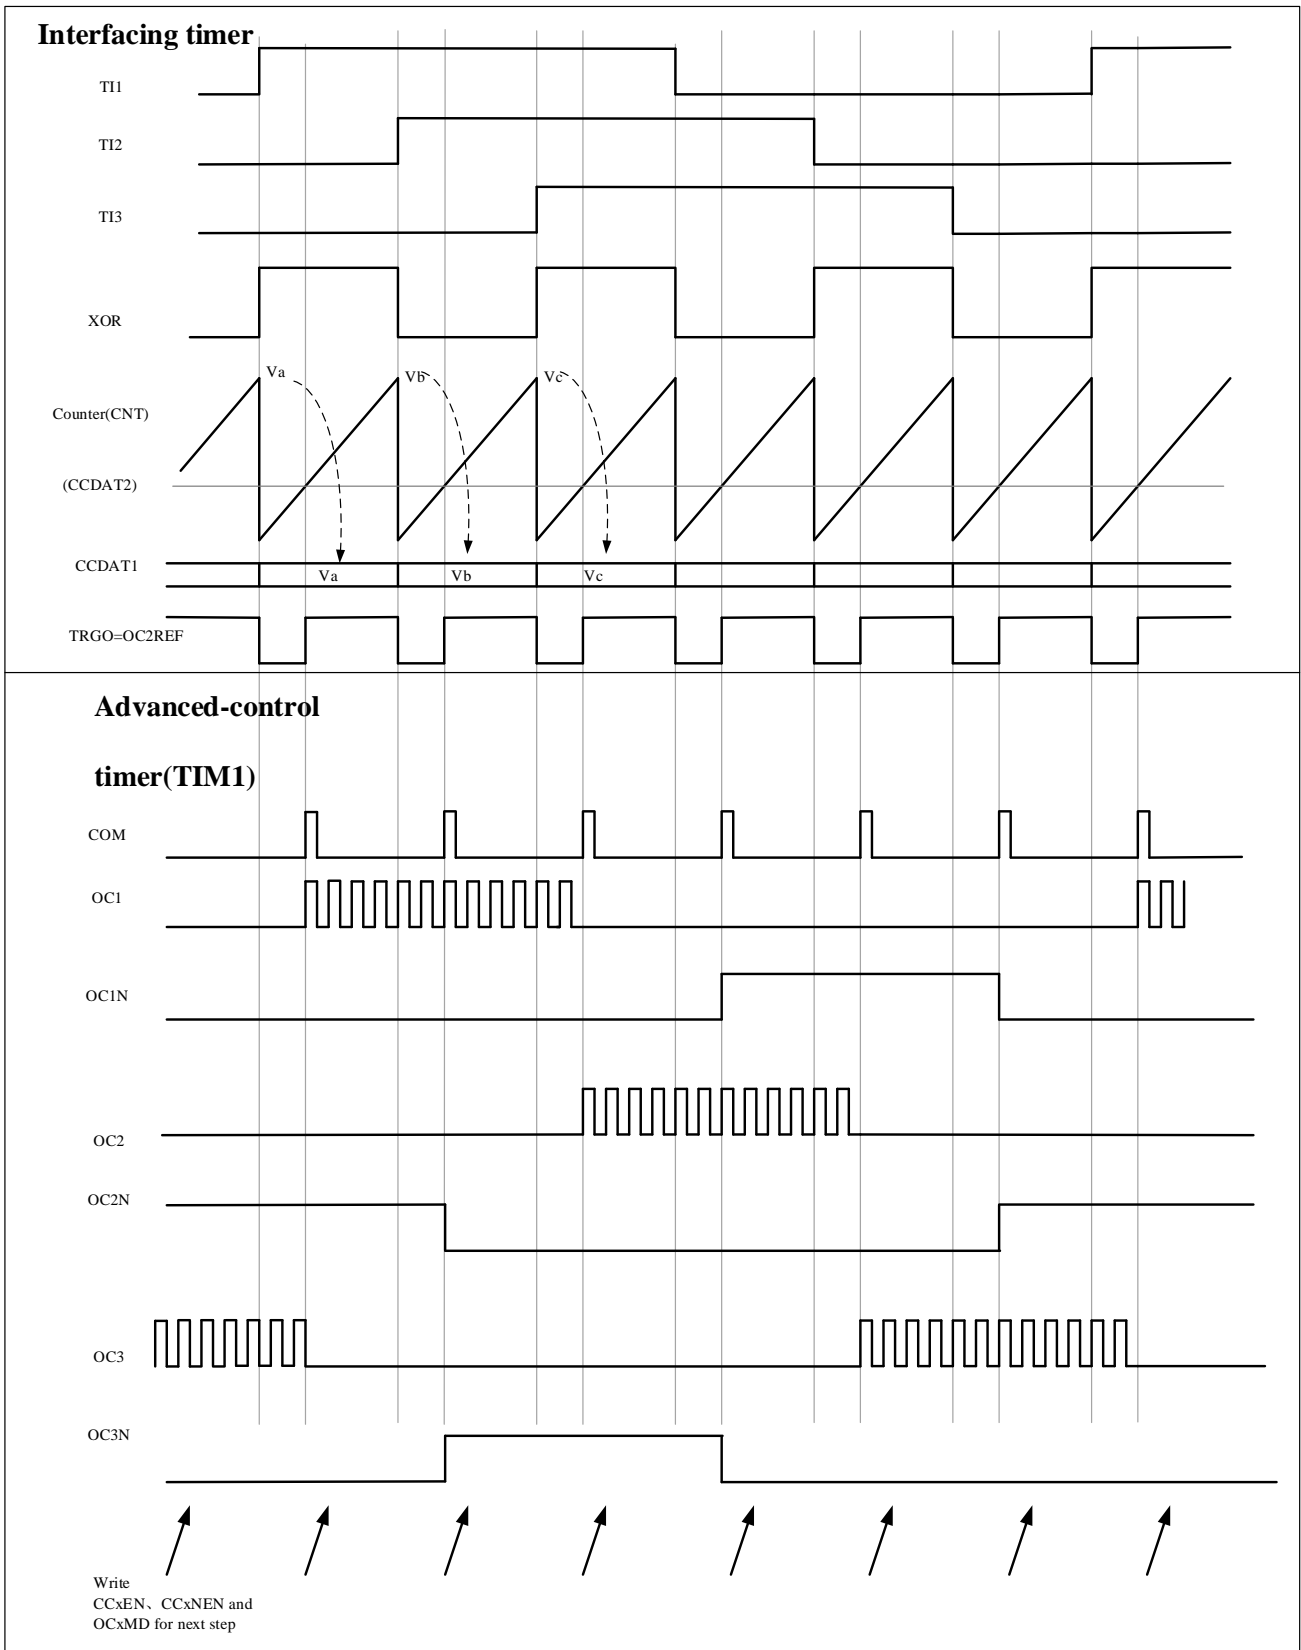 Interfacing timer
TI1
TI2
TI3
XOR
Va
Vb
Vc
Counter(CNT)
(CCDAT2)
CCDAT1
Va
Vb
Vc
TRGO=OC2REF
Advanced-control
timer(TIM1)
COM
OC1
OC1N
OC2
OC2N
OC3
OC3N
Write
CCxEN、CCxNEN and
OCxMD for next step